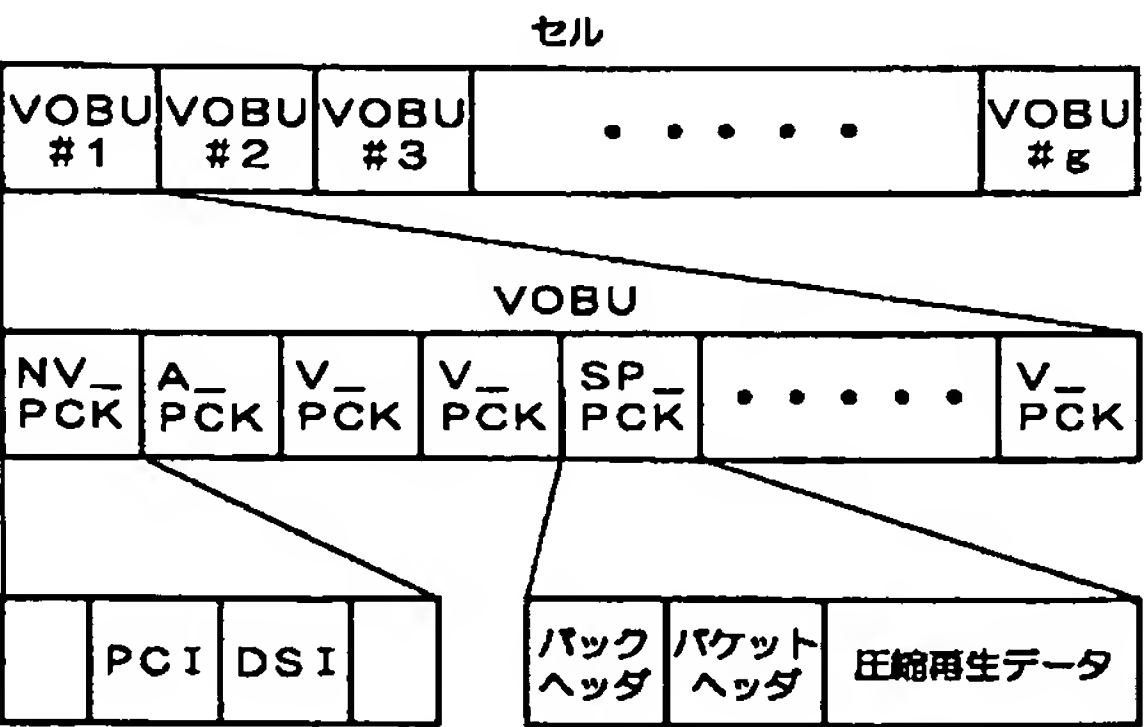 セル
VOBU VOBU VOBU ・・・・・ VOBU
#1 #2 #3 #g
VOBU
NV_ A_ V_ V_ SP_ ・・・・・ V_
PCK PCK PCK PCK PCK PCK
PCI DSI パック パケット 圧縮再生データ
ヘッダ ヘッダ